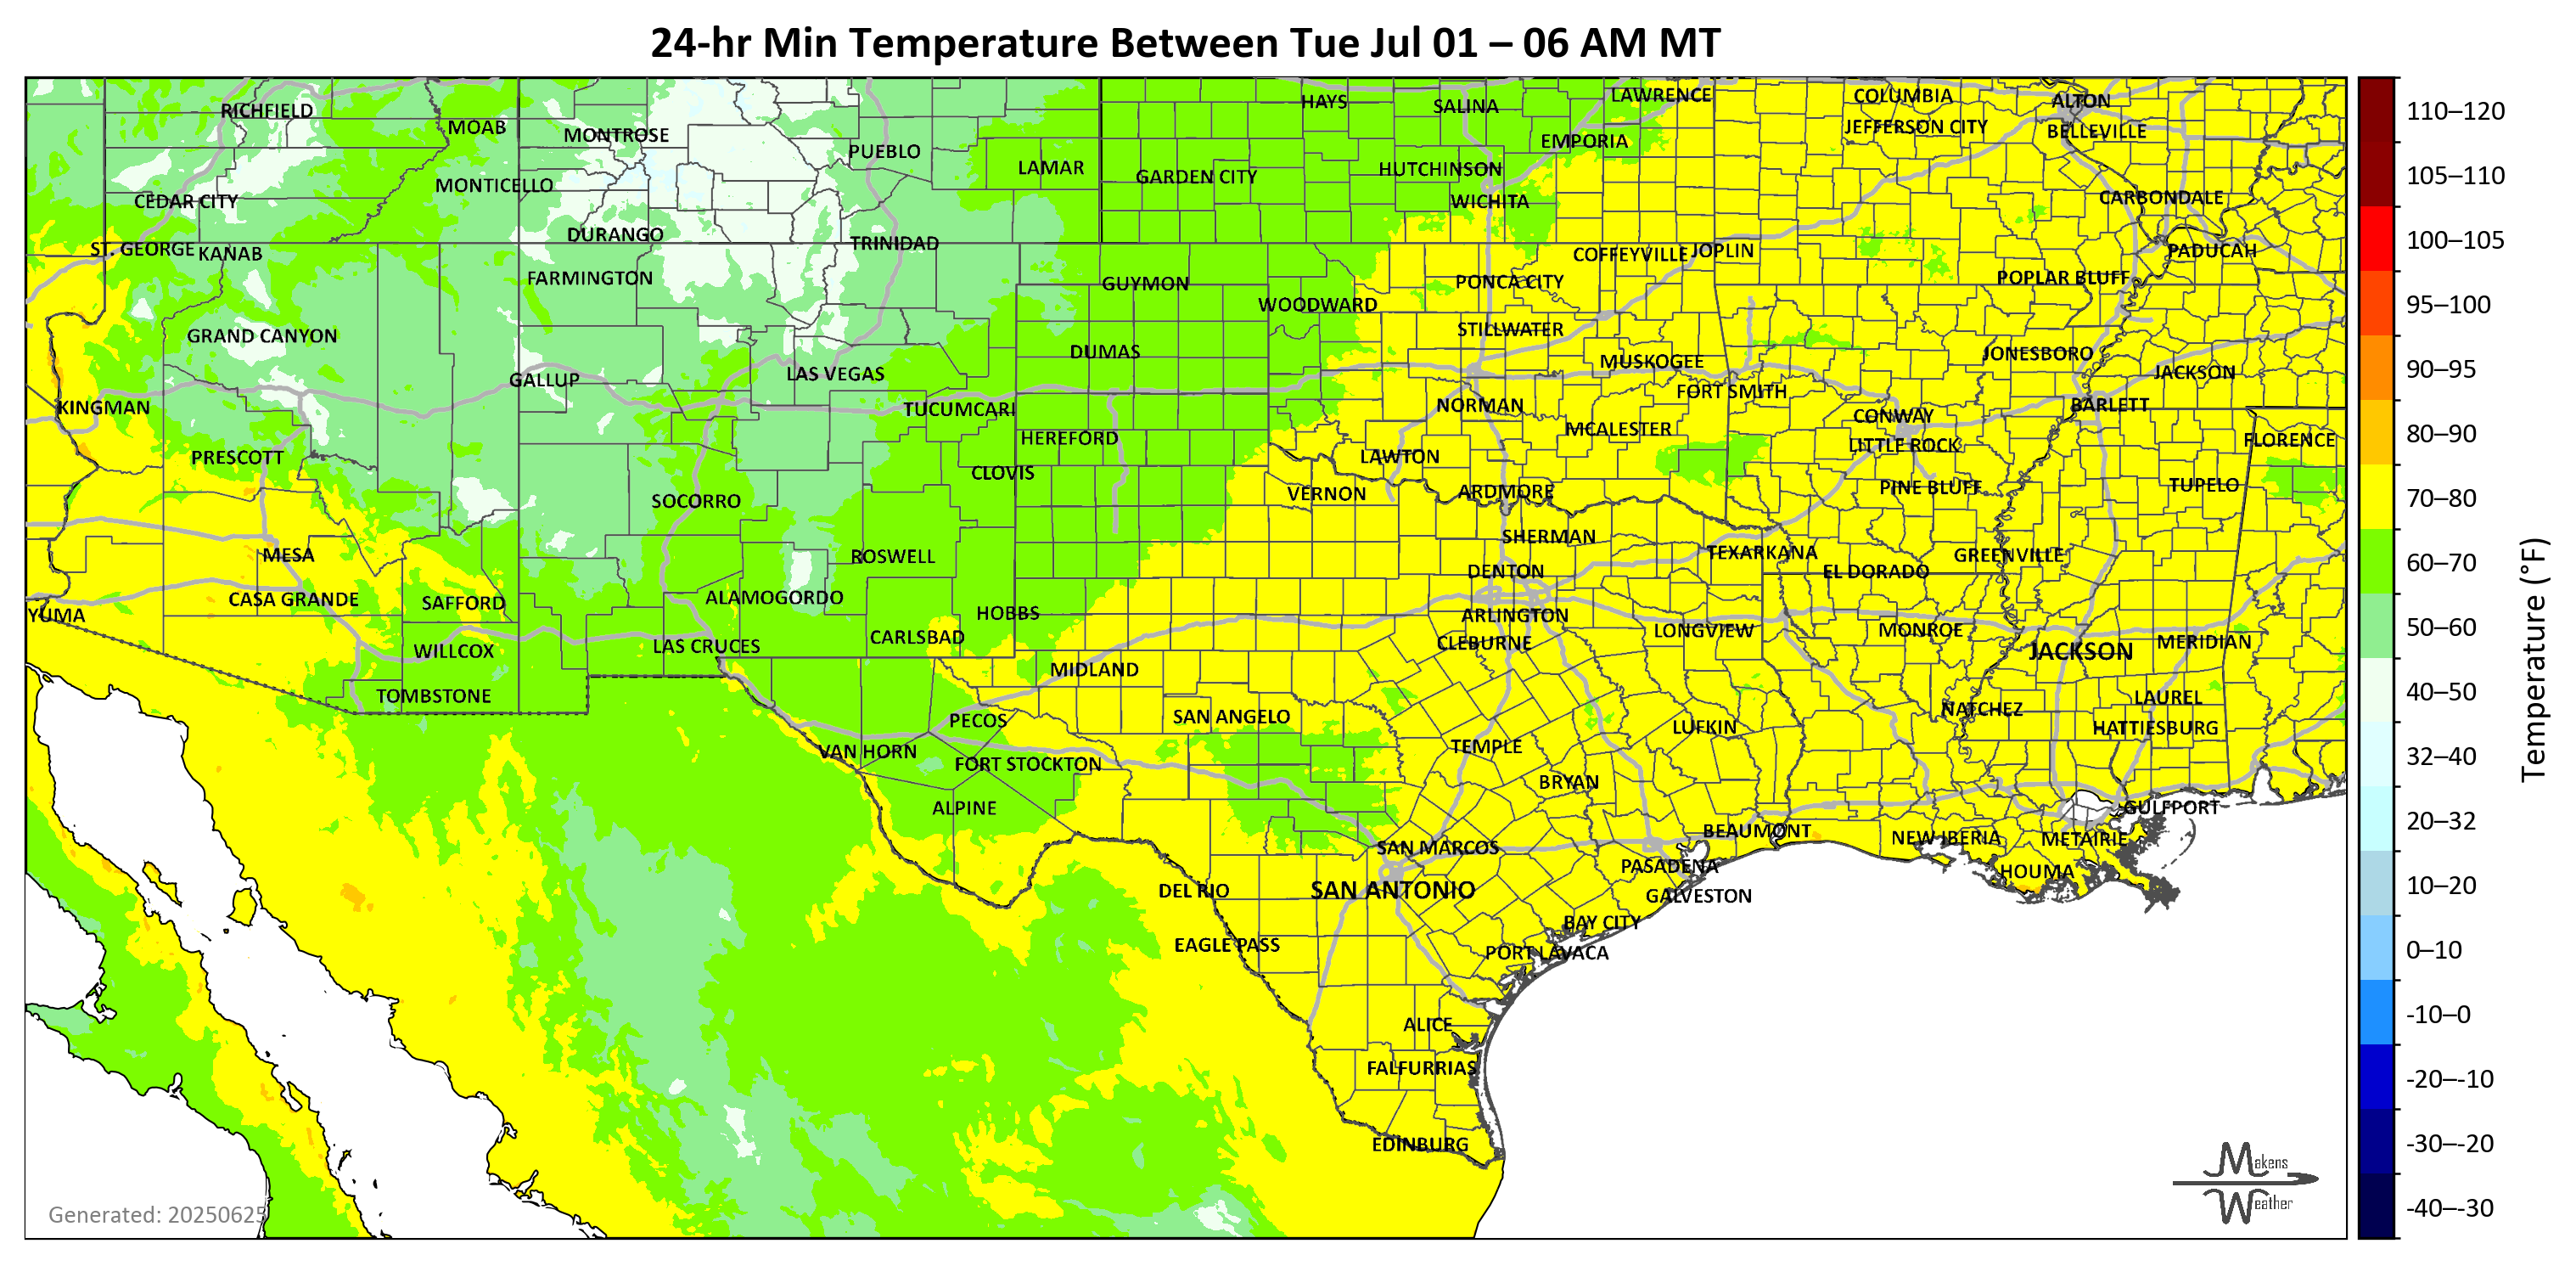 24-hr Min Temperature Between Tue Jul 01 – 06 AM MT
RICHFIELD
MOAB
MONTROSE
PUEBLO
LAMAR
HAYS
SALINA
LAWRENCE
COLUMBIA
ALTON
JEFFERSON CITY
BELLEVILLE
EMPORIA
HUTCHINSON
GARDEN CITY
MONTICELLO
CEDAR CITY
WICHITA
CARBONDALE
DURANGO
TRINIDAD
ST. GEORGE
KANAB
COFFEYVILLE
JOPLIN
PADUCAH
FARMINGTON
GUYMON
PONCA CITY
POPLAR BLUFF
WOODWARD
GRAND CANYON
STILLWATER
DUMAS
MUSKOGEE
JONESBORO
GALLUP
LAS VEGAS
JACKSON
FORT SMITH
KINGMAN
TUCUMCARI
NORMAN
CONWAY
BARLETT
HEREFORD
MCALESTER
LITTLE ROCK
FLORENCE
PRESCOTT
LAWTON
CLOVIS
SOCORRO
VERNON
ARDMORE
PINE BLUFF
TUPELO
MESA
ROSWELL
SHERMAN
TEXARKANA
GREENVILLE
DENTON
EL DORADO
CASA GRANDE
SAFFORD
ALAMOGORDO
YUMA
HOBBS
ARLINGTON
WILLCOX
LAS CRUCES
CARLSBAD
CLEBURNE
LONGVIEW
MONROE
JACKSON
MERIDIAN
MIDLAND
TOMBSTONE
LAUREL
PECOS
SAN ANGELO
NATCHEZ
LUFKIN
HATTIESBURG
VAN HORN
FORT STOCKTON
TEMPLE
BRYAN
ALPINE
GULFPORT
BEAUMONT
NEW IBERIA
METAIRIE
SAN MARCOS
PASADENA
HOUMA
DEL RIO
SAN ANTONIO
GALVESTON
BAY CITY
EAGLE PASS
PORT LAVACA
ALICE
FALFURRIAS
EDINBURG
Generated: 20250625
Makens
Weather
110–120
105–110
100–105
95–100
90–95
80–90
70–80
60–70
50–60
40–50
32–40
20–32
10–20
0–10
-10–0
-20–-10
-30–-20
-40–-30
Temperature (°F)